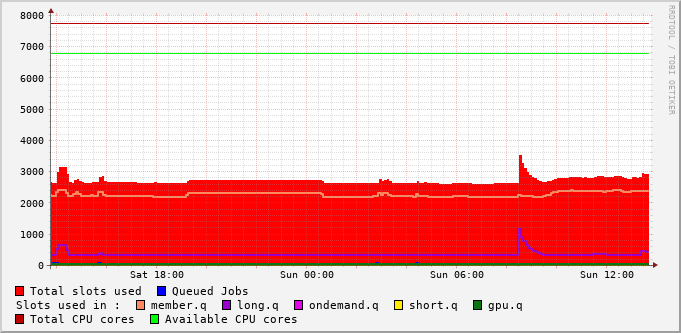 RRDTOOL / TOBI OETIKER
8000
7000
6000
5000
4000
3000
2000
1000
0
Sat 18:00 Sun 00:00 Sun 06:00 Sun 12:00
Total slots used Queued Jobs
Slots used in : member.q long.q ondemand.q short.q gpu.q
Total CPU cores Available CPU cores